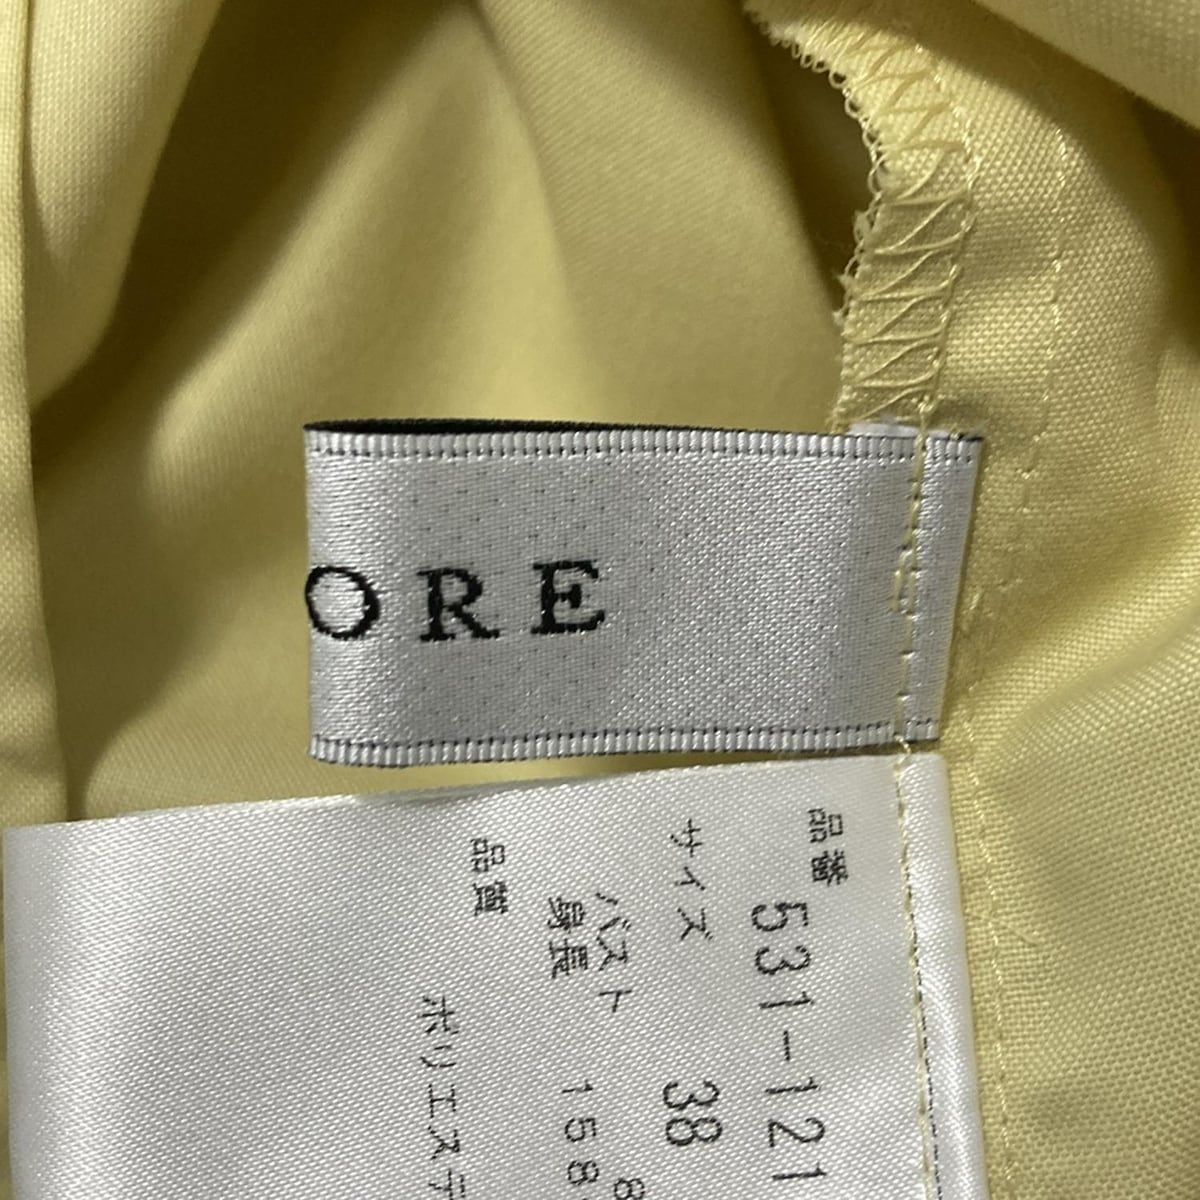 ORE
品番 531-121
サイズ 38
バスト 8
身長 158
品質
ポリエステ